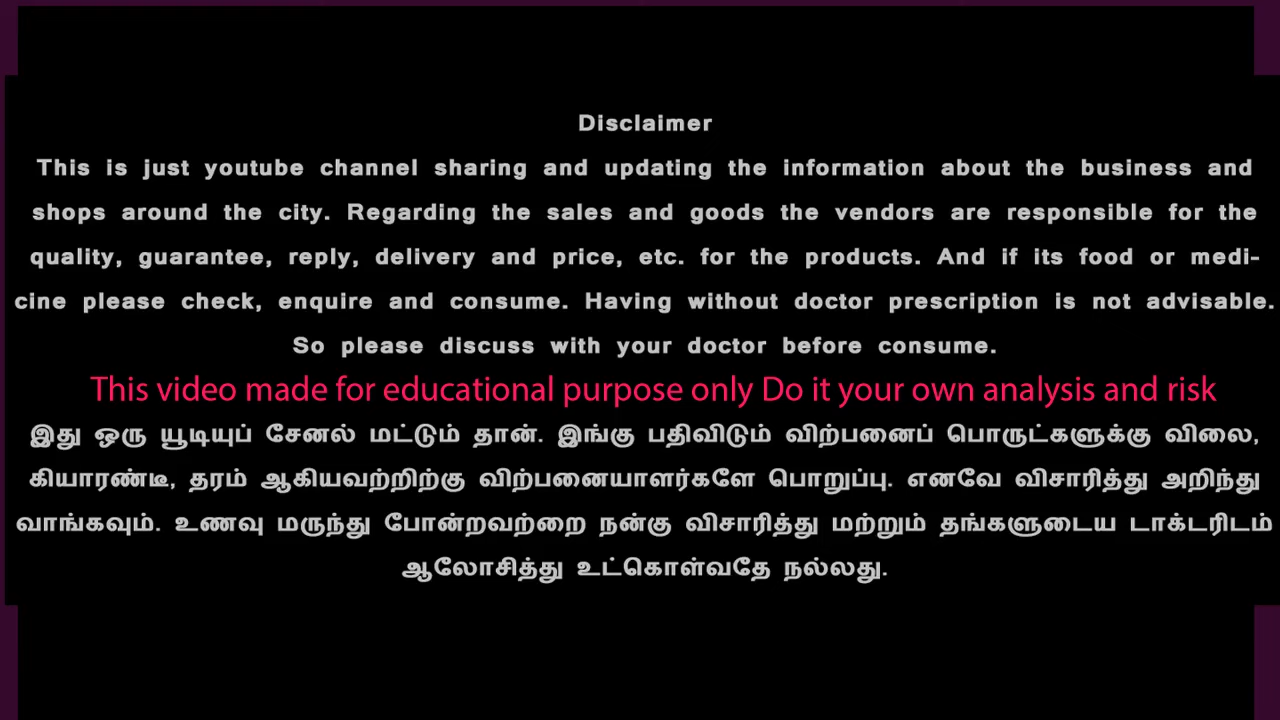 Disclaimer
This is just youtube channel sharing and updating the information about the business and
shops around the city. Regarding the sales and goods the vendors are responsible for the
quality, guarantee, reply, delivery and price, etc. for the products. And if its food or medi-
cine please check, enquire and consume. Having without doctor prescription is not advisable.
So please discuss with your doctor before consume.
This video made for educational purpose only Do it your own analysis and risk
இது ஒரு யூடியுப் சேனல் மட்டும் தான். இங்கு பதிவிடும் விற்பனைப் பொருட்களுக்கு விலை,
கியாரண்டீ, தரம் ஆகியவற்றிற்கு விற்பனையாளர்களே பொறுப்பு. எனவே விசாரித்து அறிந்து
வாங்கவும். உணவு மருந்து போன்றவற்றை நன்கு விசாரித்து மற்றும் தங்களுடைய டாக்டரிடம்
ஆலோசித்து உட்கொள்வதே நல்லது.